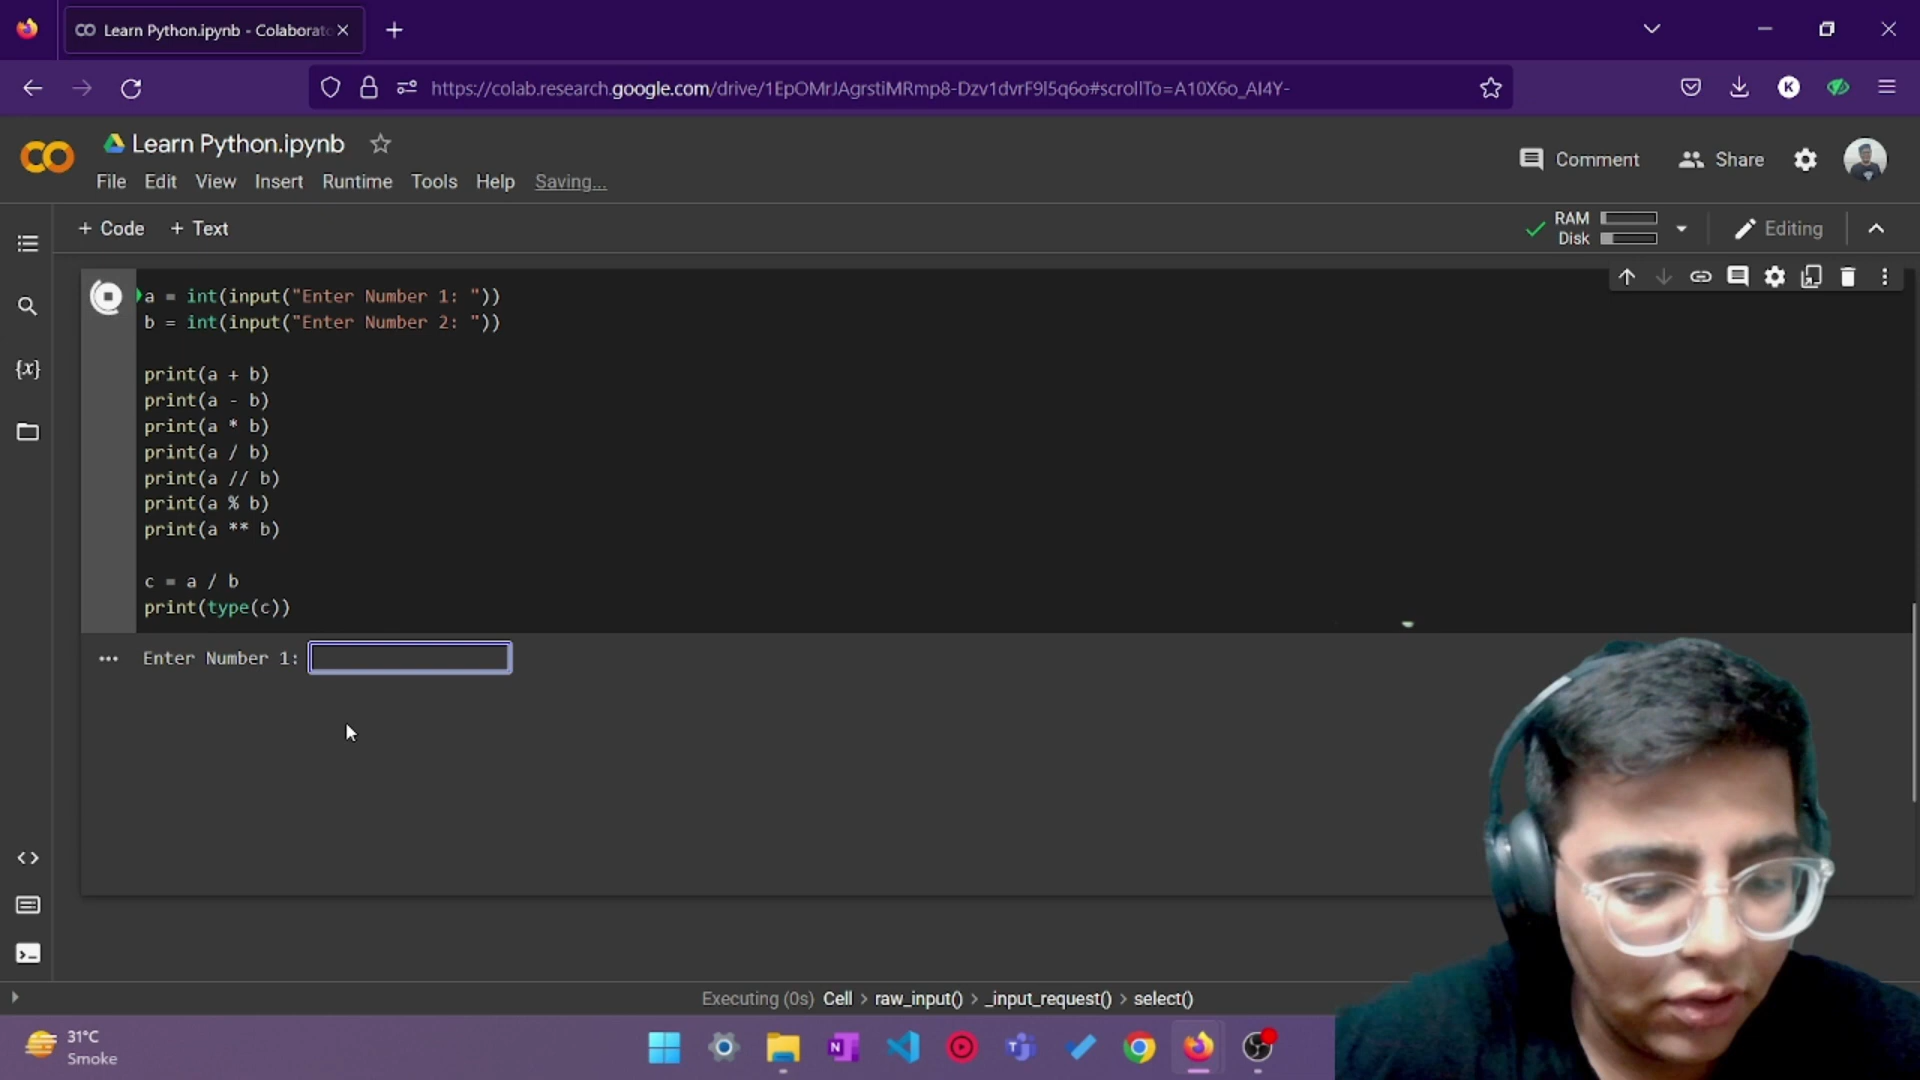 Learn Python.ipynb - Colaborato
https://colab.research.google.com/drive/1EpOMrJAgrstiMRmp8-Dzv1dvrF9l5q6o#scrollTo=A10X6o_AI4Y-
K
Learn Python.ipynb
File Edit View Insert Runtime Tools Help Saving...
Comment Share
+ Code + Text
RAM
Disk
Editing
{x}
a = int(input("Enter Number 1: "))
b = int(input("Enter Number 2: "))
print(a + b)
print(a - b)
print(a * b)
print(a / b)
print(a // b)
print(a % b)
print(a ** b)
c = a / b
print(type(c))
Enter Number 1:
Executing (0s) Cell > raw_input() > _input_request() > select()
31°C
Smoke